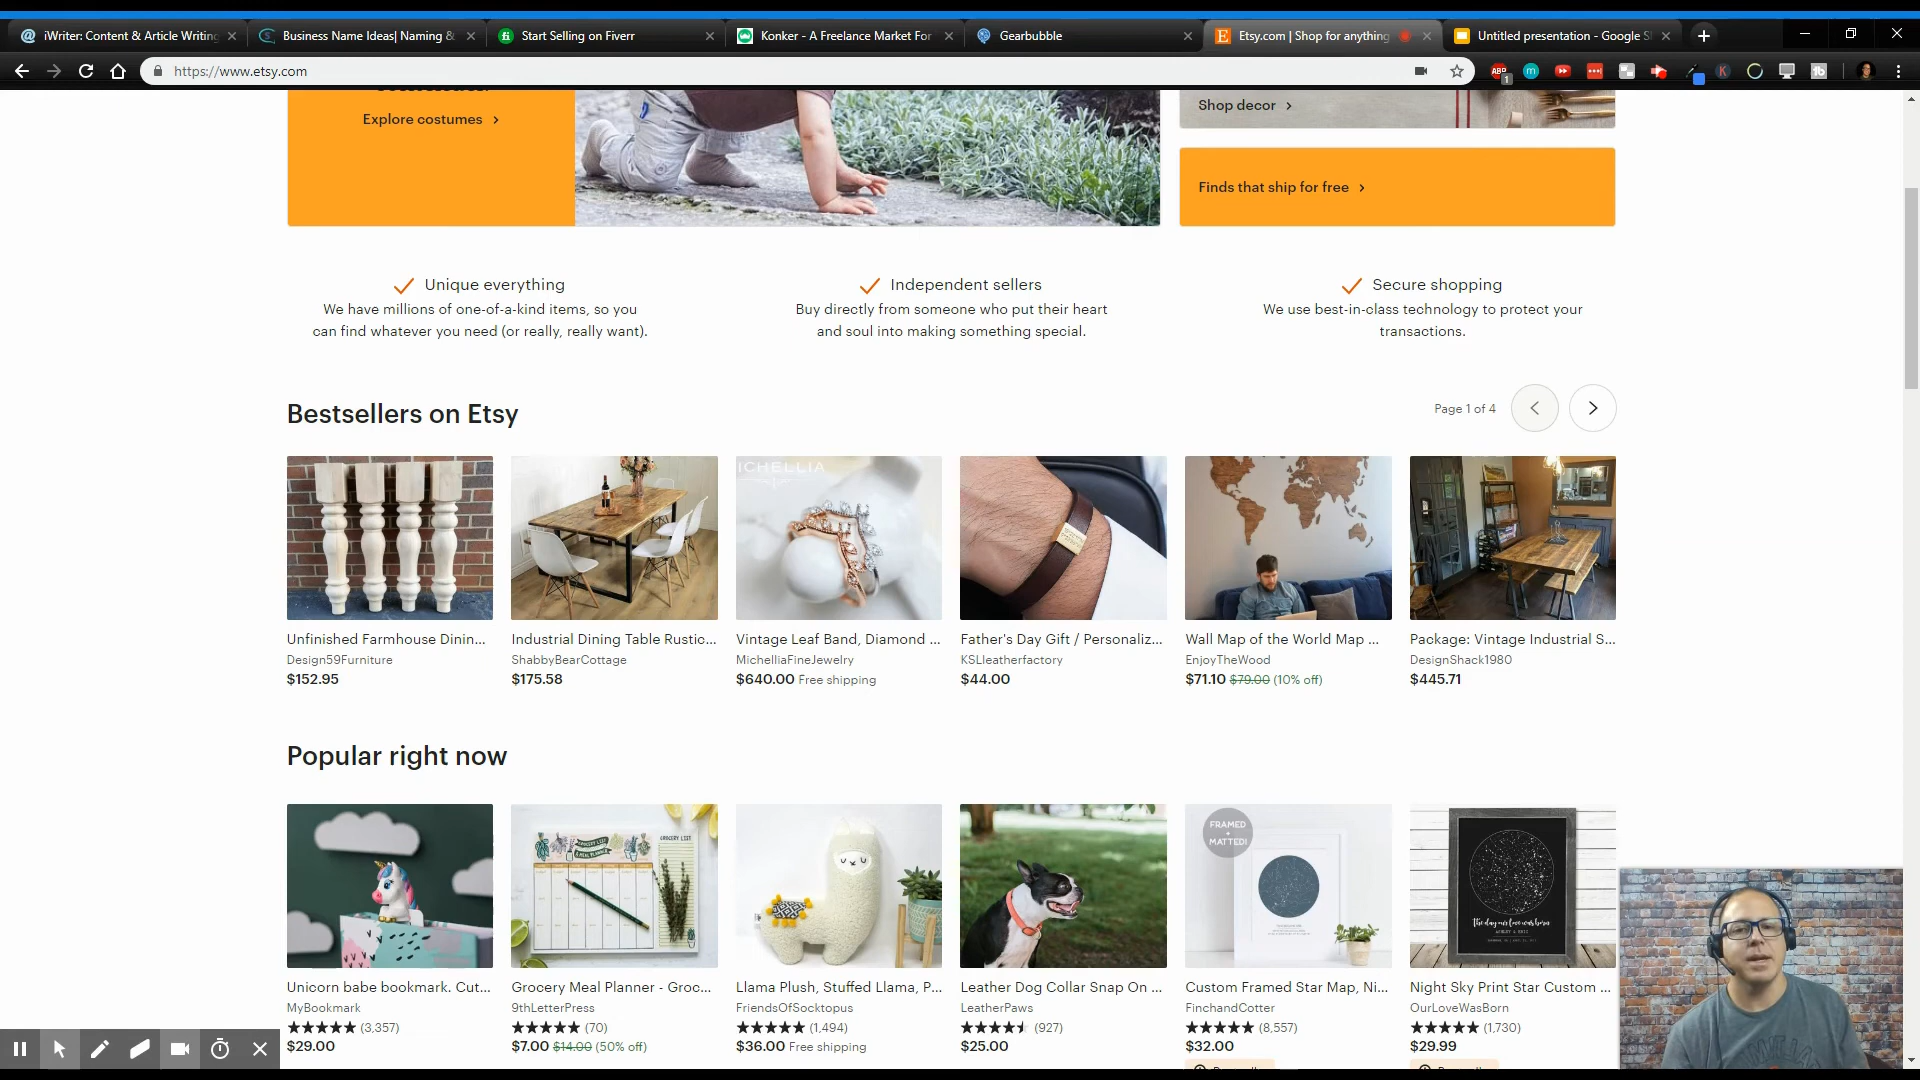 iWriter: Content & Article Writing
Business Name Ideas| Naming &
Start Selling on Fiverr
Konker - A Freelance Market For
Gearbubble
Etsy.com | Shop for anything
Untitled presentation - Google S
https://www.etsy.com
Explore costumes >
Shop decor >
Finds that ship for free >
Unique everything
We have millions of one-of-a-kind items, so you
can find whatever you need (or really, really want).
Independent sellers
Buy directly from someone who put their heart
and soul into making something special.
Secure shopping
We use best-in-class technology to protect your
transactions.
Bestsellers on Etsy
Page 1 of 4
ICHELLIA
Unfinished Farmhouse Dinin...
Design59Furniture
$152.95
Industrial Dining Table Rustic...
ShabbyBearCottage
$175.58
Vintage Leaf Band, Diamond ...
MichelliaFineJewelry
$640.00 Free shipping
Father's Day Gift / Personaliz...
KSLleatherfactory
$44.00
Wall Map of the World Map ...
EnjoyTheWood
$71.10 $79.00 (10% off)
Package: Vintage Industrial S...
DesignShack1980
$445.71
Popular right now
GROCERY LIST
FRAMED
+
MATTED!
The day our love was born
Unicorn babe bookmark. Cut...
MyBookmark
(3,357)
$29.00
Grocery Meal Planner - Groc...
9thLetterPress
(70)
$7.00 $14.00 (50% off)
Llama Plush, Stuffed Llama, P...
FriendsOfSocktopus
(1,494)
$36.00 Free shipping
Leather Dog Collar Snap On ...
LeatherPaws
(927)
$25.00
Custom Framed Star Map, Ni...
FinchandCotter
(8,557)
$32.00
Night Sky Print Star Custom ...
OurLoveWasBorn
(1,730)
$29.99